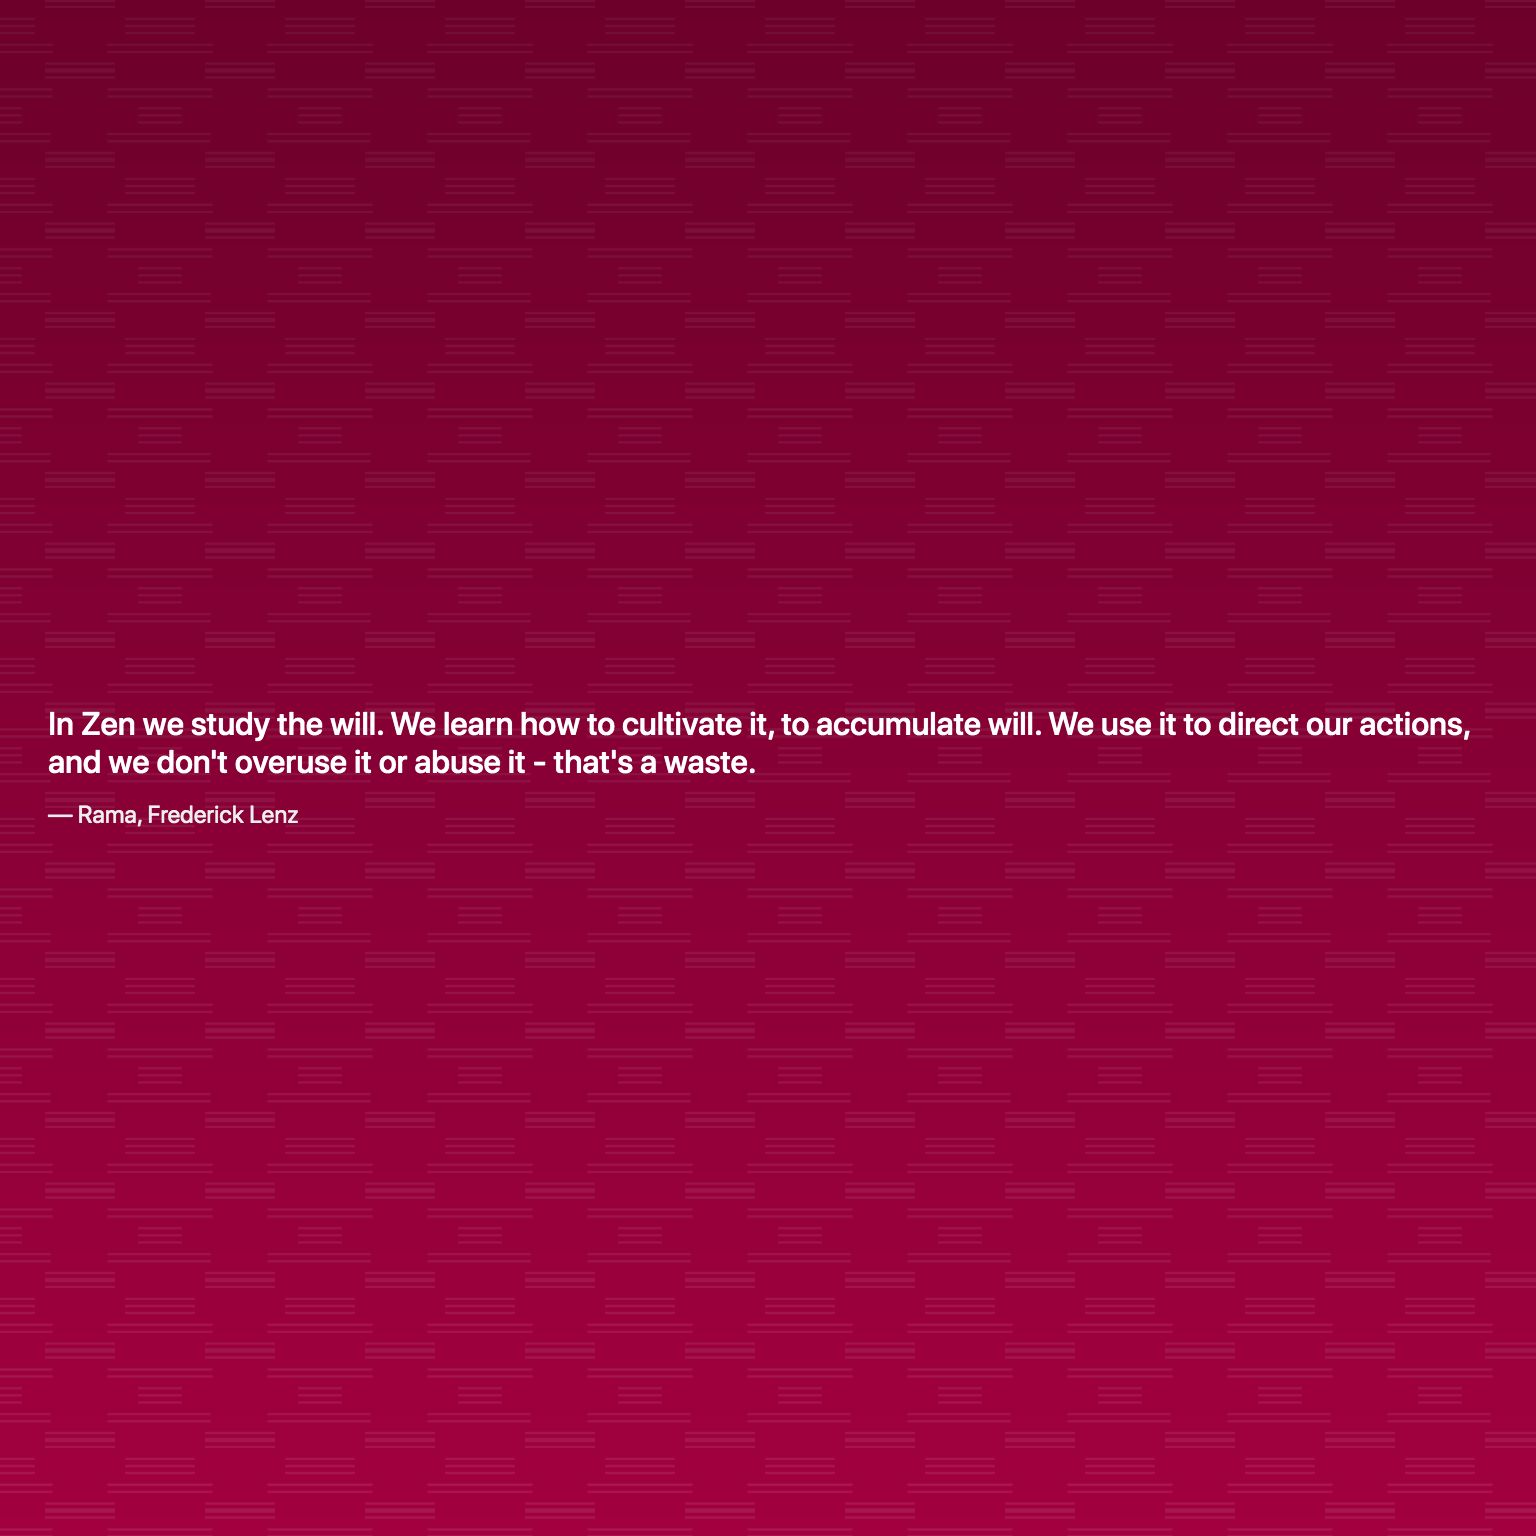 In Zen we study the will. We learn how to cultivate it, to accumulate will. We use it to direct our actions,
and we don't overuse it or abuse it - that's a waste.
— Rama, Frederick Lenz